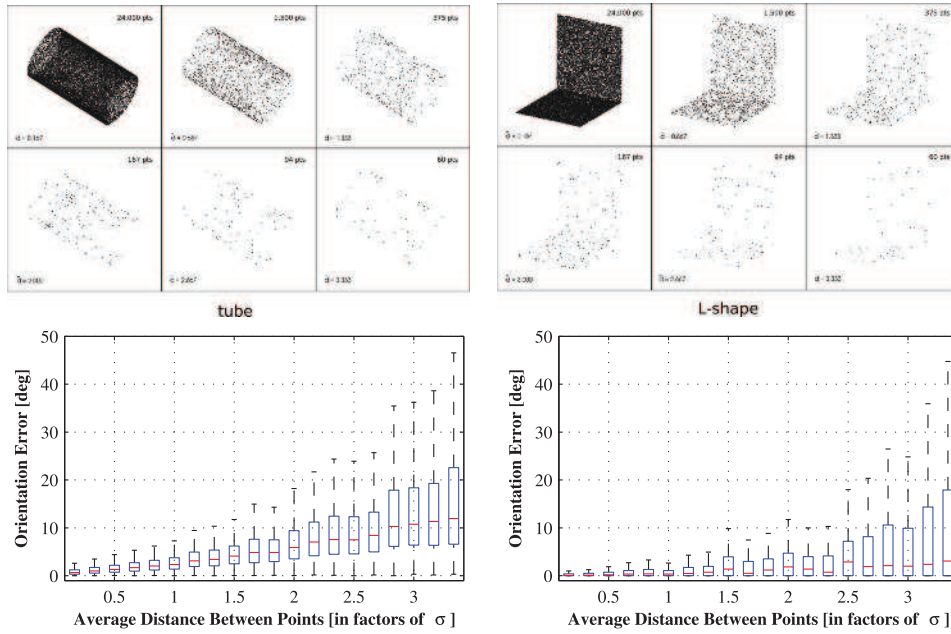 24.000 pts
1.500 pts
375 pts
187 pts
94 pts
60 pts
tube
24.000 pts
1.500 pts
375 pts
187 pts
94 pts
60 pts
L-shape
50
40
30
20
10
0
Orientation Error [deg]
0.5 1 1.5 2 2.5 3
Average Distance Between Points [in factors of σ]
50
40
30
20
10
0
Orientation Error [deg]
0.5 1 1.5 2 2.5 3
Average Distance Between Points [in factors of σ]